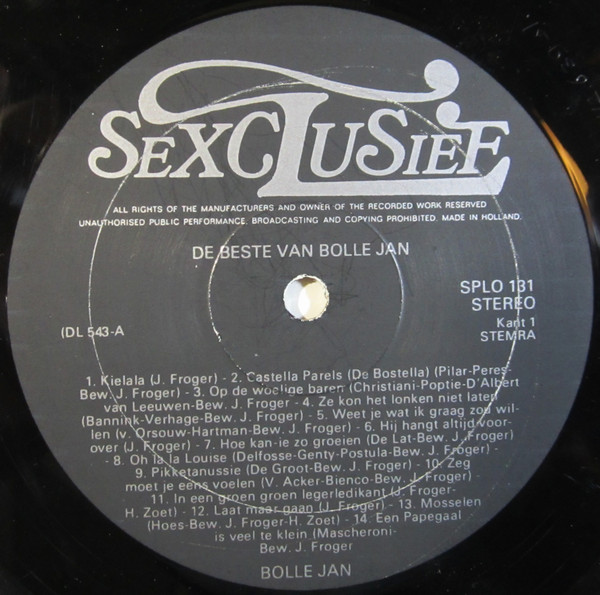 SEXCLUSIEF
ALL RIGHTS OF THE MANUFACTURERS AND OWNER OF THE RECORDED WORK RESERVED
UNAUTHORISED PUBLIC PERFORMANCE. BROADCASTING AND COPYING PROHIBITED. MADE IN HOLLAND.
DE BESTE VAN BOLLE JAN
SPLO 131
STEREO
(DL 543-A
Kant 1
STEMRA
1. Kielala (J. Froger) - 2. Castella Parels (De Bostella) (Pilar-Peres-
Bew. J. Froger) - 3. Op de woelige baren (Christiani-Poptie-D'Albert
van Leeuwen-Bew. J. Froger) - 4. Ze kon het lonken niet laten
(Bannink-Verhage-Bew. J. Froger) - 5. Weet je wat ik graag zou wil-
len (v. Orsouw-Hartman-Bew. J. Froger) - 6. Hij hangt altijd voor-
over (J. Froger) - 7. Hoe kan-ie zo groeien (De Lat-Bew. J. Froger)
- 8. Oh la la Louise (Delfosse-Genty-Postula-Bew. J. Froger) -
9. Pikketanussie (De Groot-Bew. J. Froger) - 10. Zeg
moet je eens voelen (V. Acker-Bienco-Bew. J. Froger) -
11. In een groen groen legerledikant (J. Froger-
H. Zoet) - 12. Laat maar gaan (J. Froger) - 13. Mosselen
(Hoes-Bew. J. Froger-H. Zoet) - 14. Een Papegaal
is veel te klein (Mascheroni-
Bew. J. Froger
BOLLE JAN